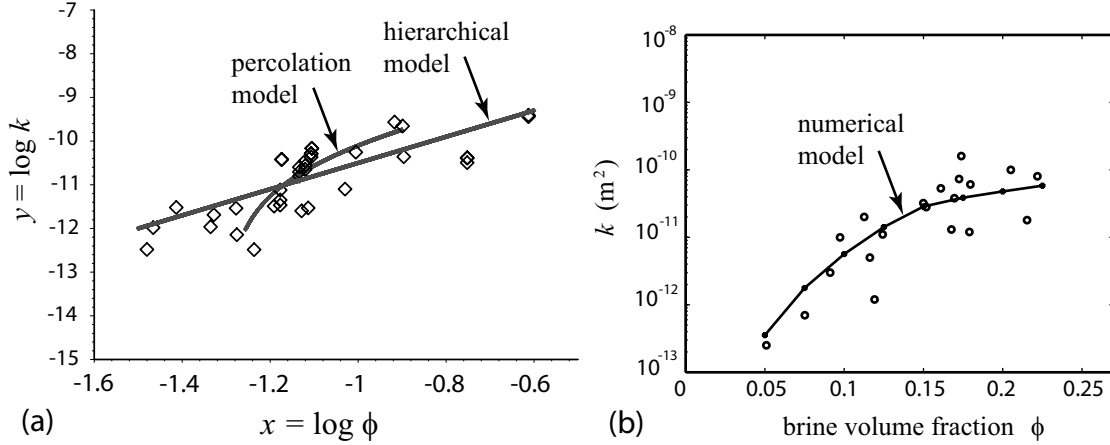 -7
-8
-9
-10
-11
-12
-13
-14
-15
y = log k
-1.6
-1.4
-1.2
-1
-0.8
-0.6
x = log ϕ
percolation
model
hierarchical
model
(a)
10⁻⁸
10⁻⁹
10⁻¹⁰
10⁻¹¹
10⁻¹²
10⁻¹³
k (m²)
0
0.05
0.1
0.15
0.2
0.25
brine volume fraction ϕ
numerical
model
(b)